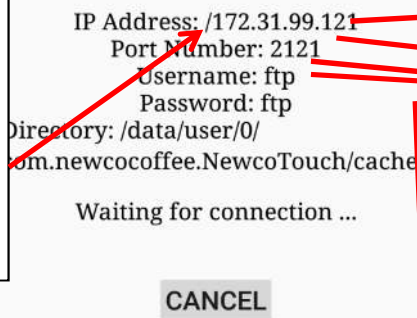 IP Address: /172.31.99.121
Port Number: 2121
Username: ftp
Password: ftp
Directory: /data/user/0/
com.newcocoffee.NewcoTouch/cache
Waiting for connection ...
CANCEL